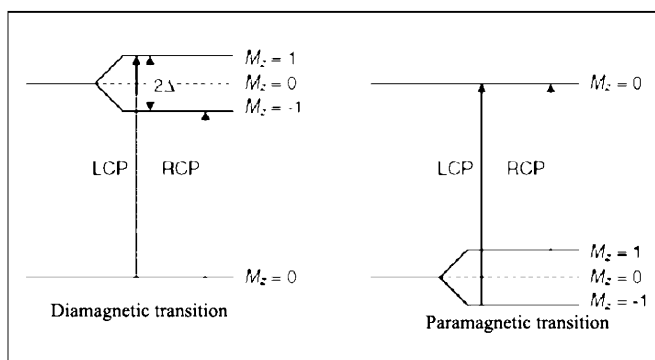 M_z = 1
2Δ
M_z = 0
M_z = -1
LCP
RCP
M_z = 0
Diamagnetic transition
M_z = 0
LCP
RCP
M_z = 1
M_z = 0
M_z = -1
Paramagnetic transition